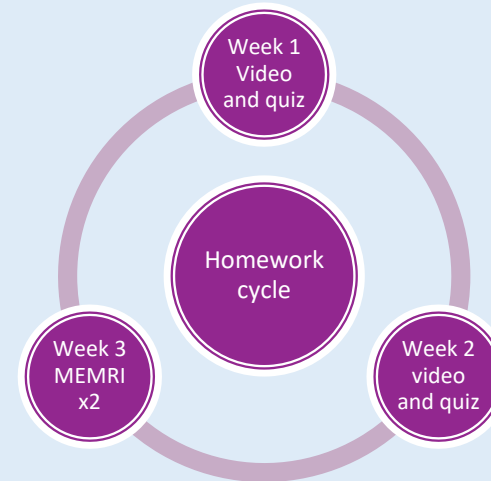 Week 1
Video
and quiz
Homework
cycle
Week 3
MEMRI
x2
Week 2
video
and quiz